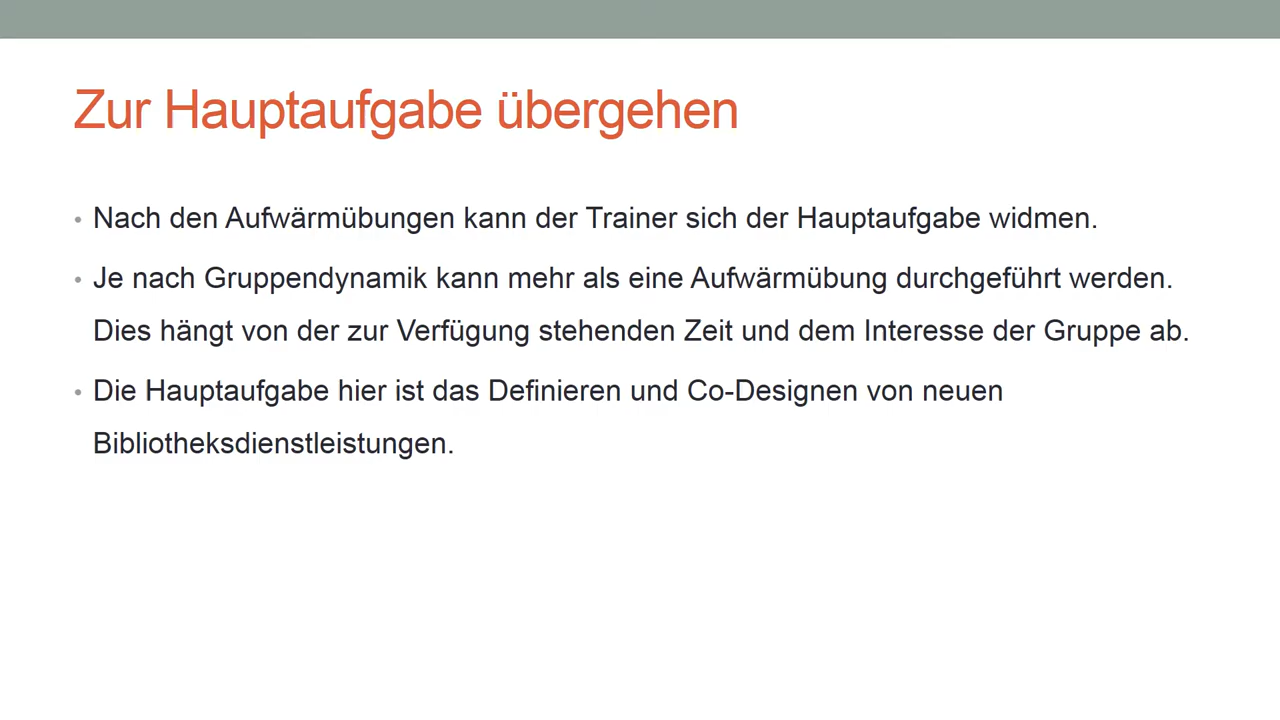 Zur Hauptaufgabe übergehen
• Nach den Aufwärmübungen kann der Trainer sich der Hauptaufgabe widmen.
• Je nach Gruppendynamik kann mehr als eine Aufwärmübung durchgeführt werden.
Dies hängt von der zur Verfügung stehenden Zeit und dem Interesse der Gruppe ab.
• Die Hauptaufgabe hier ist das Definieren und Co-Designen von neuen
Bibliotheksdienstleistungen.